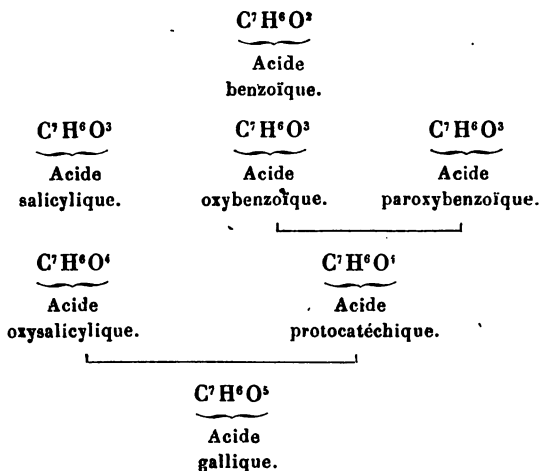 C⁷H⁶O²
Acide
benzoïque.
C⁷H⁶O³ C⁷H⁶O³ C⁷H⁶O³
Acide Acide Acide
salicylique. oxybenzoïque. paroxybenzoïque.
C⁷H⁶O⁴ C⁷H⁶O⁴
Acide Acide
oxysalicylique. protocatéchique.
C⁷H⁶O⁵
Acide
gallique.